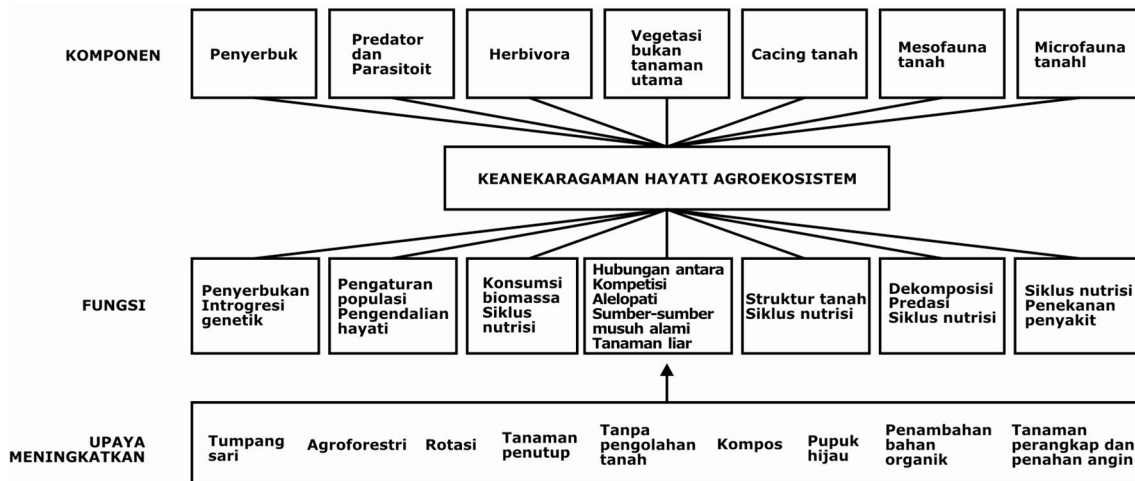 KOMPONEN
Penyerbuk
Predator
dan
Parasitoit
Herbivora
Vegetasi
bukan
tanaman
utama
Cacing tanah
Mesofauna
tanah
Microfauna
tanahl
KEANEKARAGAMAN HAYATI AGROEKOSISTEM
FUNGSI
Penyerbukan
Introgresi
genetik
Pengaturan
populasi
Pengendalian
hayati
Konsumsi
biomassa
Siklus
nutrisi
Hubungan antara
Kompetisi
Alelopati
Sumber-sumber
musuh alami
Tanaman liar
Struktur tanah
Siklus nutrisi
Dekomposisi
Predasi
Siklus nutrisi
Siklus nutrisi
Penekanan
penyakit
UPAYA
MENINGKATKAN
Tumpang
sari
Agroforestri
Rotasi
Tanaman
penutup
Tanpa
pengolahan
tanah
Kompos
Pupuk
hijau
Penambahan
bahan
organik
Tanaman
perangkap dan
penahan angin